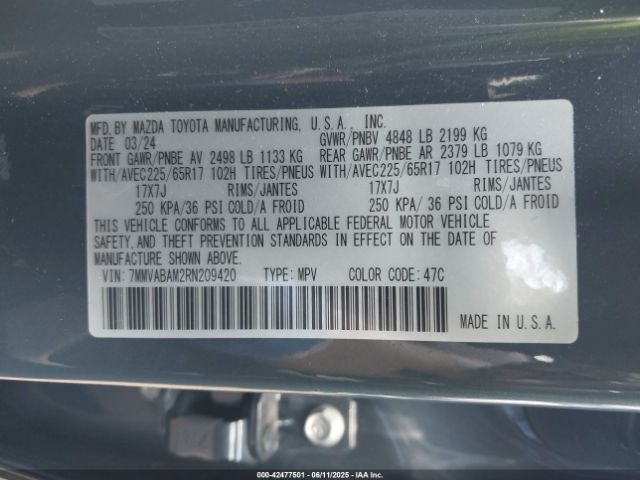 MFD.BY MAZDA TOYOTA MANUFACTURING, U.S.A., INC.
DATE 03/24 GVWR/PNBV 4848 LB 2199 KG
FRONT GAWR/PNBE AV 2498 LB 1133 KG REAR GAWR/PNBE AR 2379 LB 1079 KG
WITH/AVEC225/65R17 102H TIRES/PNEUS WITH/AVEC225/65R17 102H TIRES/PNEUS
17X7J RIMS/JANTES 17X7J RIMS/JANTES
250 KPA/ 36 PSI COLD/A FROID 250 KPA/ 36 PSI COLD/A FROID
THIS VEHICLE CONFORMS TO ALL APPLICABLE FEDERAL MOTOR VEHICLE
SAFETY, AND THEFT PREVENTION STANDARDS IN EFFECT ON THE DATE OF
MANUFACTURE SHOWN ABOVE.
VIN: 7MMVABAM2RN209420 TYPE: MPV COLOR CODE: 47C
MADE IN U.S.A.
00-42477501 - 06/11/2025 - COPYRIGHT IAA, INC.